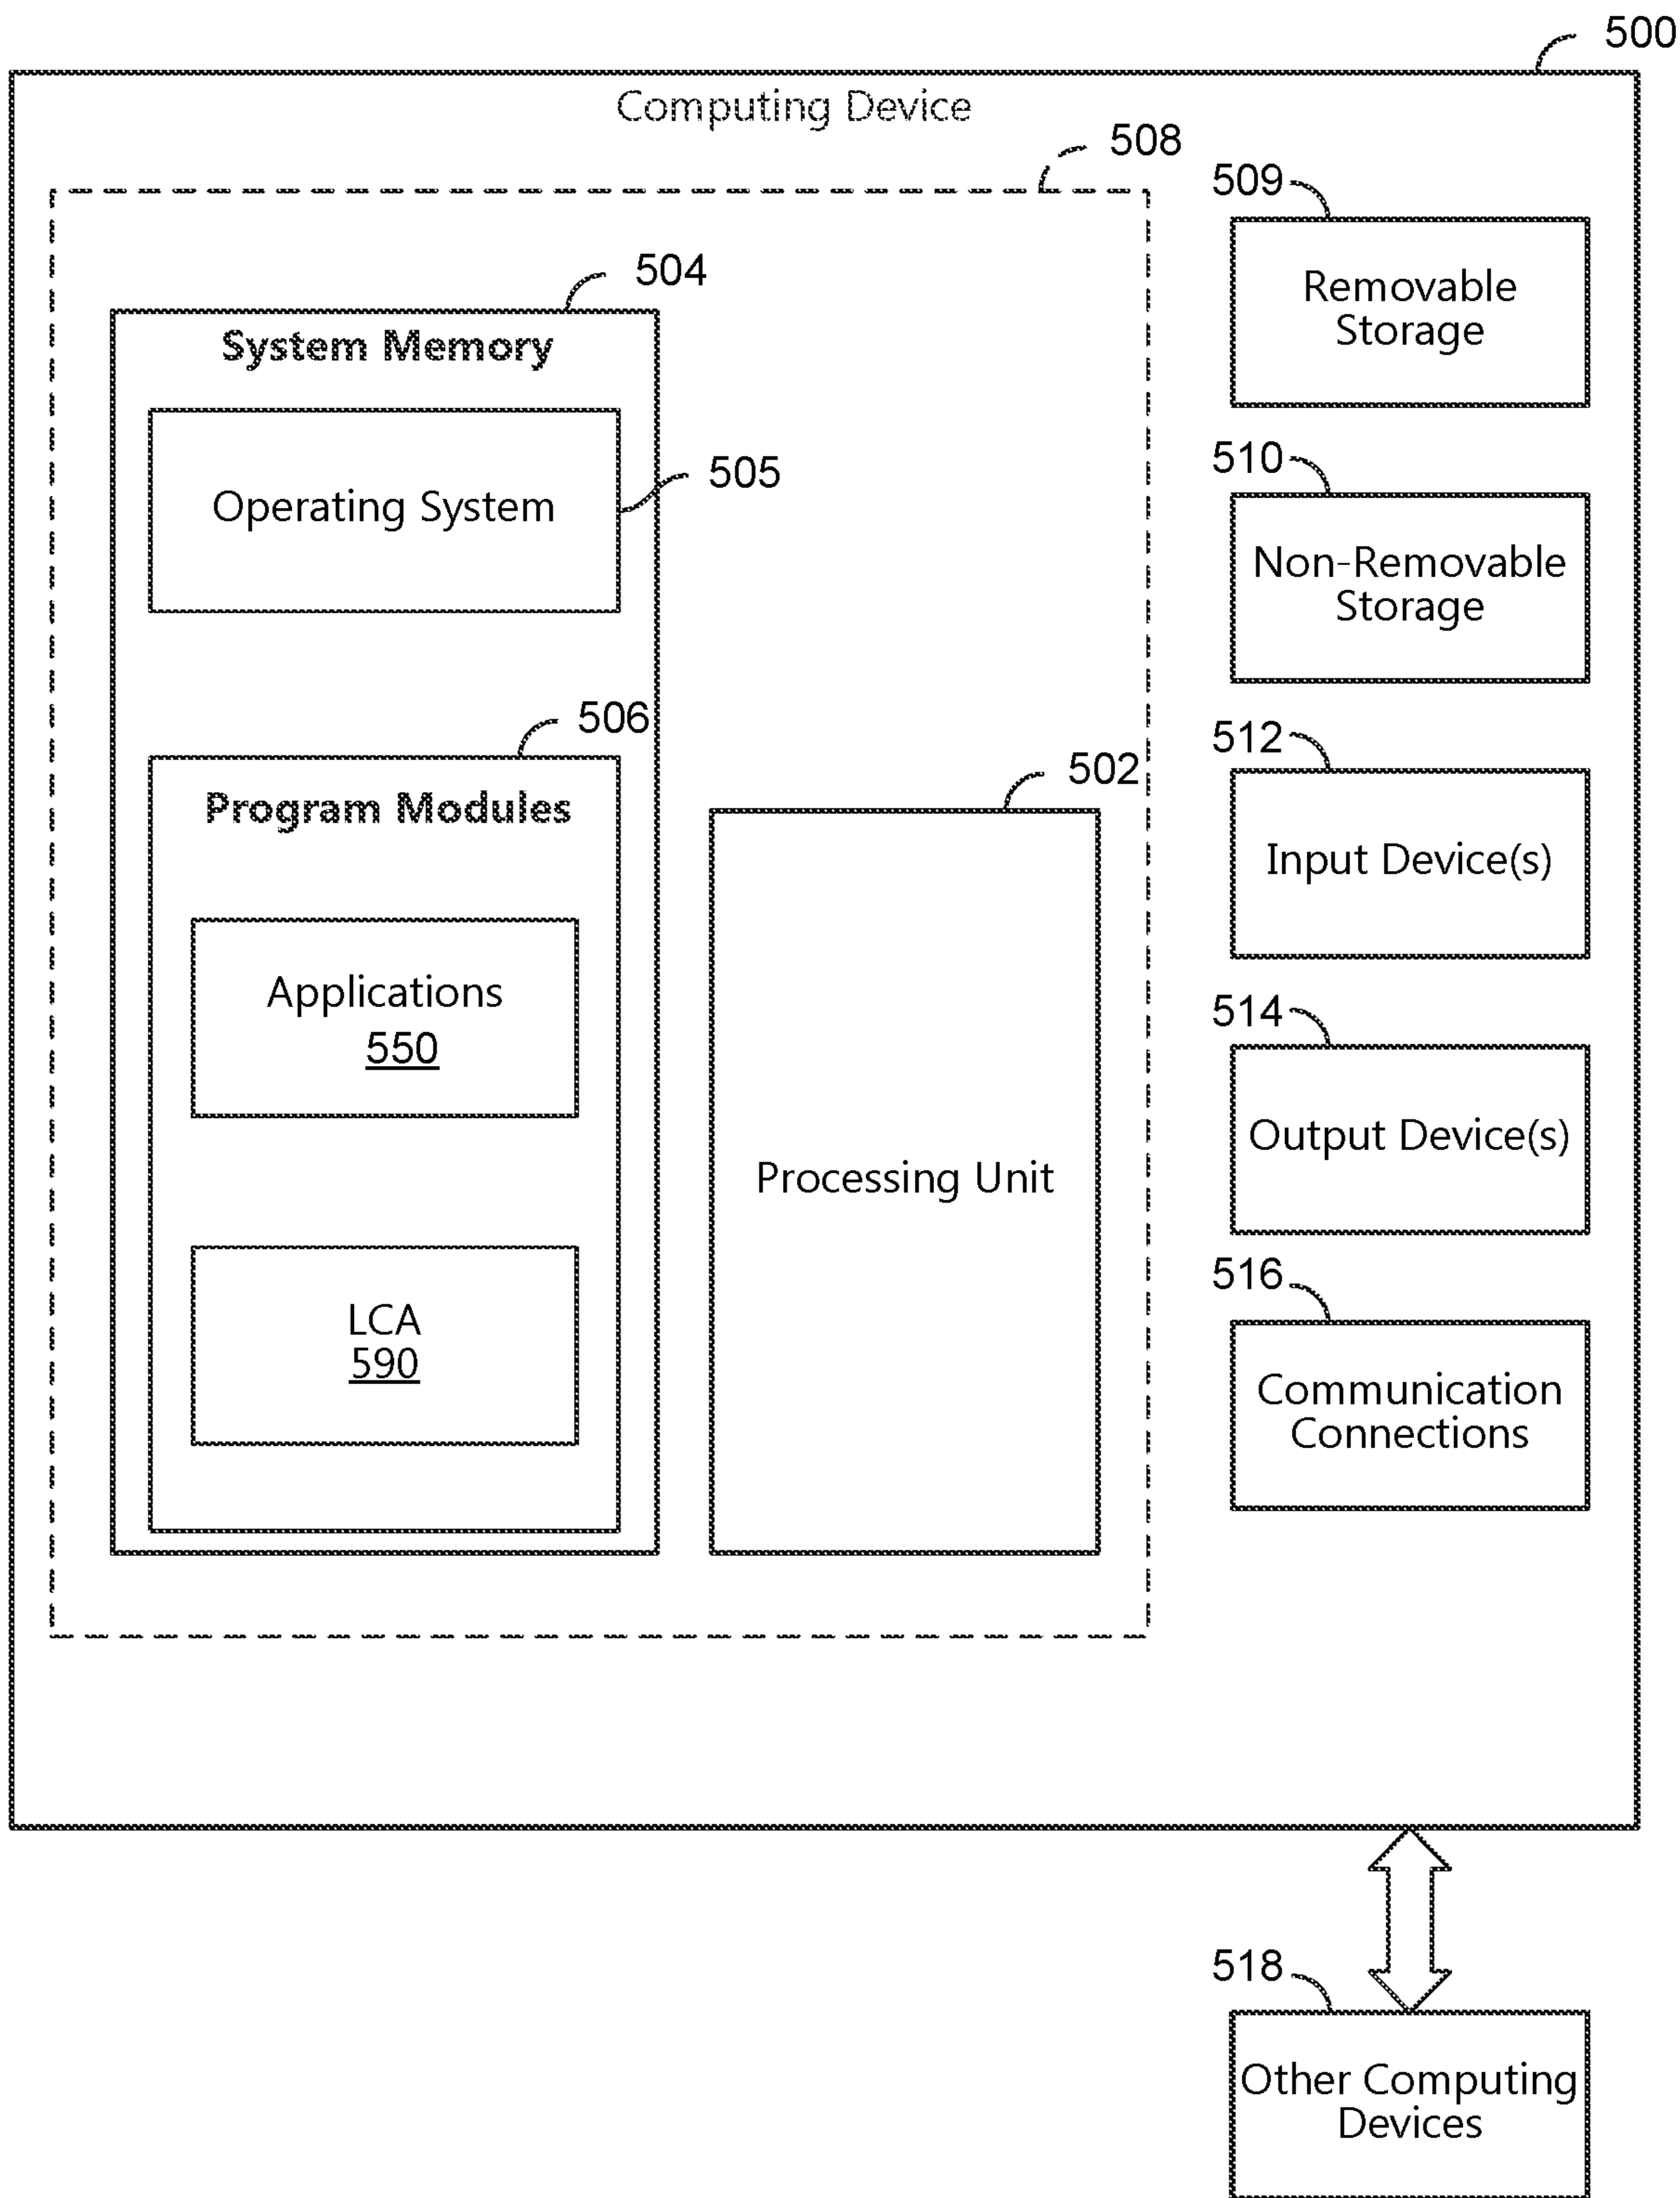 500
Computing Device
508
509
Removable
Storage
504
System Memory
Operating System
505
510
Non-Removable
Storage
506
Program Modules
502
512
Input Device(s)
Applications
550
514
Output Device(s)
Processing Unit
LCA
590
516
Communication
Connections
518
Other Computing
Devices